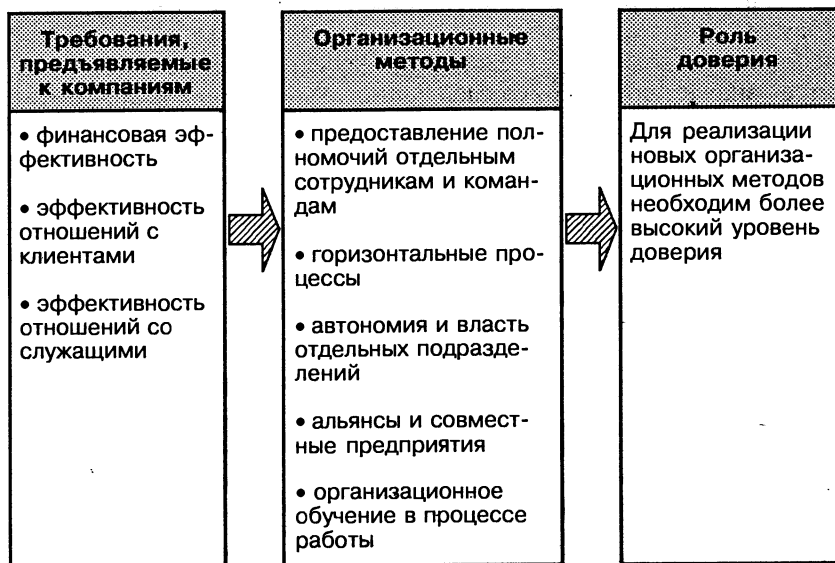 Требования,
предъявляемые
к компаниям
• финансовая эф-
фективность
• эффективность
отношений с
клиентами
• эффективность
отношений со
служащими
Организационные
методы
• предоставление пол-
номочий отдельным
сотрудникам и коман-
дам
• горизонтальные про-
цессы
• автономия и власть
отдельных подразде-
лений
• альянсы и совмест-
ные предприятия
• организационное
обучение в процессе
работы
Роль
доверия
Для реализации
новых организа-
ционных методов
необходим более
высокий уровень
доверия